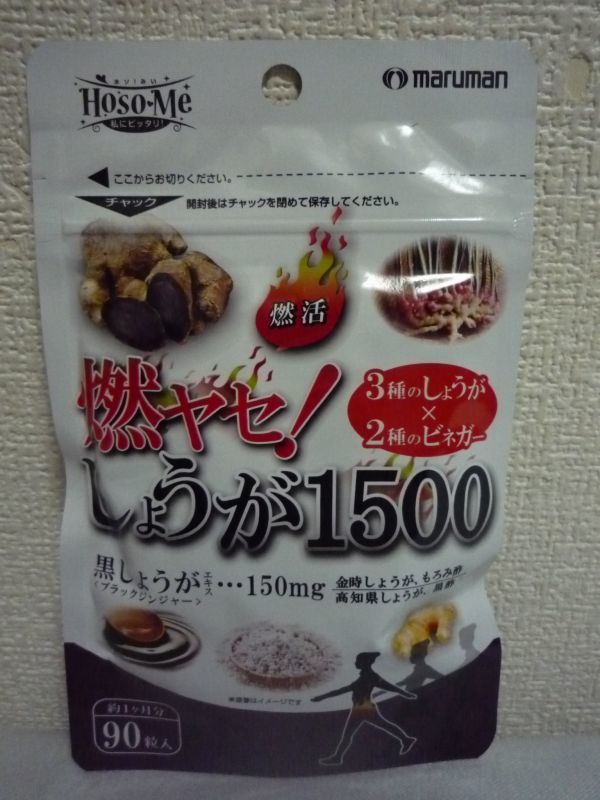 ホソ!みい
Hoso-Me
私にピッタリ!
maruman
ここからお切りください。
チャック
開封後はチャックを閉めて保存してください。
燃活
燃ヤセ!
3種のしょうが
×
2種のビネガー
しょうが1500
黒しょうがエキス…150mg
<ブラックジンジャー>
金時しょうが、もろみ酢
高知県しょうが、黒酢
※画像はイメージです
約1ヶ月分
90粒入